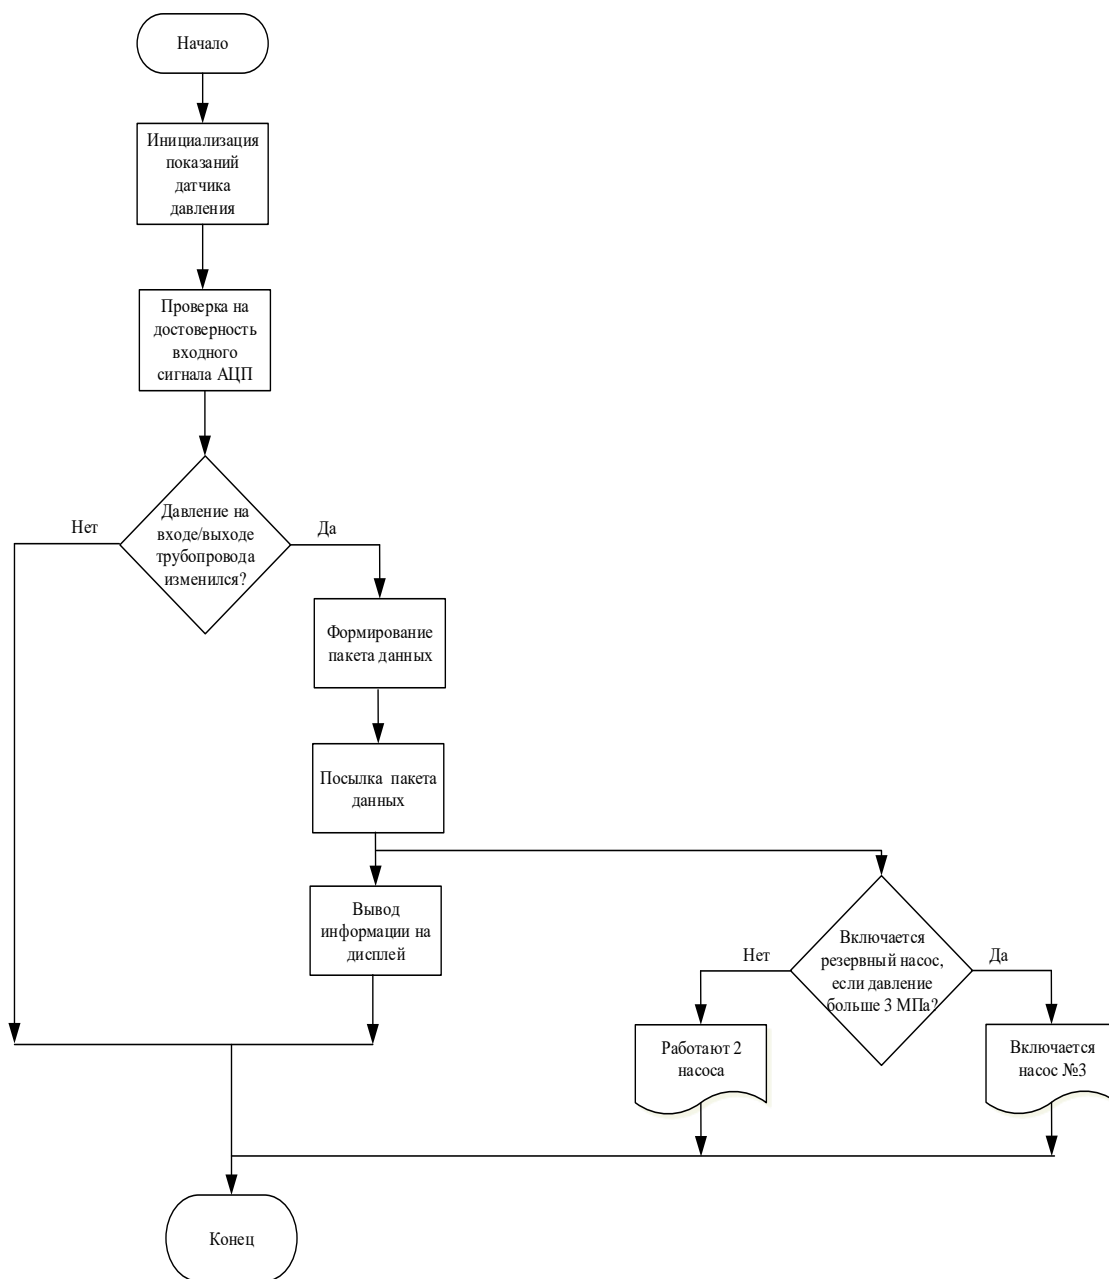 Начало
Инициализация
показаний
датчика
давления
Проверка на
достоверность
входного
сигнала АЦП
Давление на
входе/выходе
трубопровода
изменился?
Нет
Да
Формирование
пакета данных
Посылка пакета
данных
Вывод
информации на
дисплей
Включается
резервный насос,
если давление
больше 3 МПа?
Нет
Да
Работают 2
насоса
Включается
насос №3
Конец